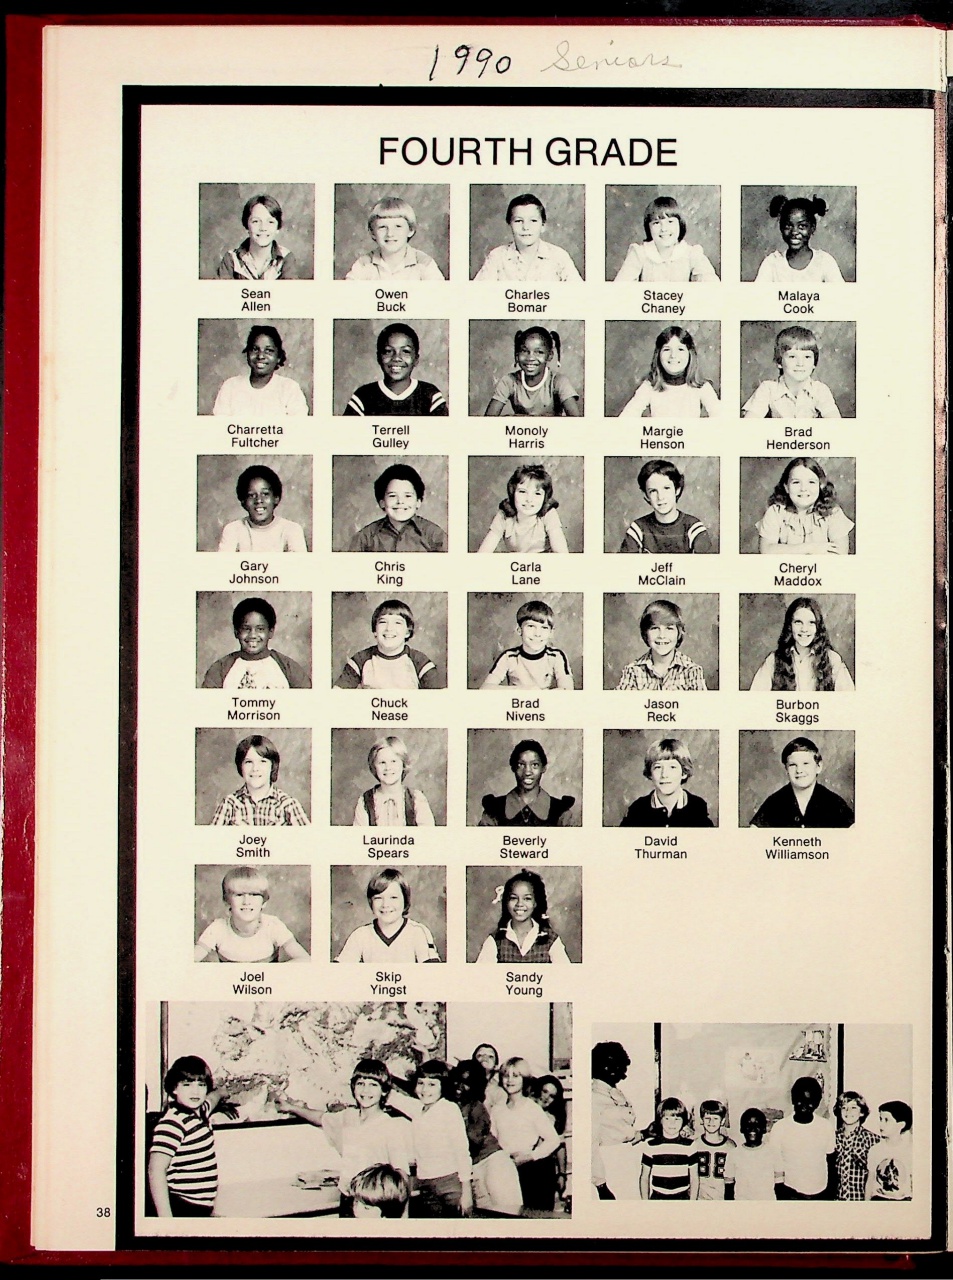 1990 Seniors
FOURTH GRADE
Sean Allen
Owen Buck
Charles Bomar
Stacey Chaney
Malaya Cook
Charretta Fultcher
Terrell Gulley
Monoly Harris
Margie Henson
Brad Henderson
Gary Johnson
Chris King
Carla Lane
Jeff McClain
Cheryl Maddox
Tommy Morrison
Chuck Nease
Brad Nivens
Jason Reck
Burbon Skaggs
Joey Smith
Laurinda Spears
Beverly Steward
David Thurman
Kenneth Williamson
Joel Wilson
Skip Yingst
Sandy Young
88
38